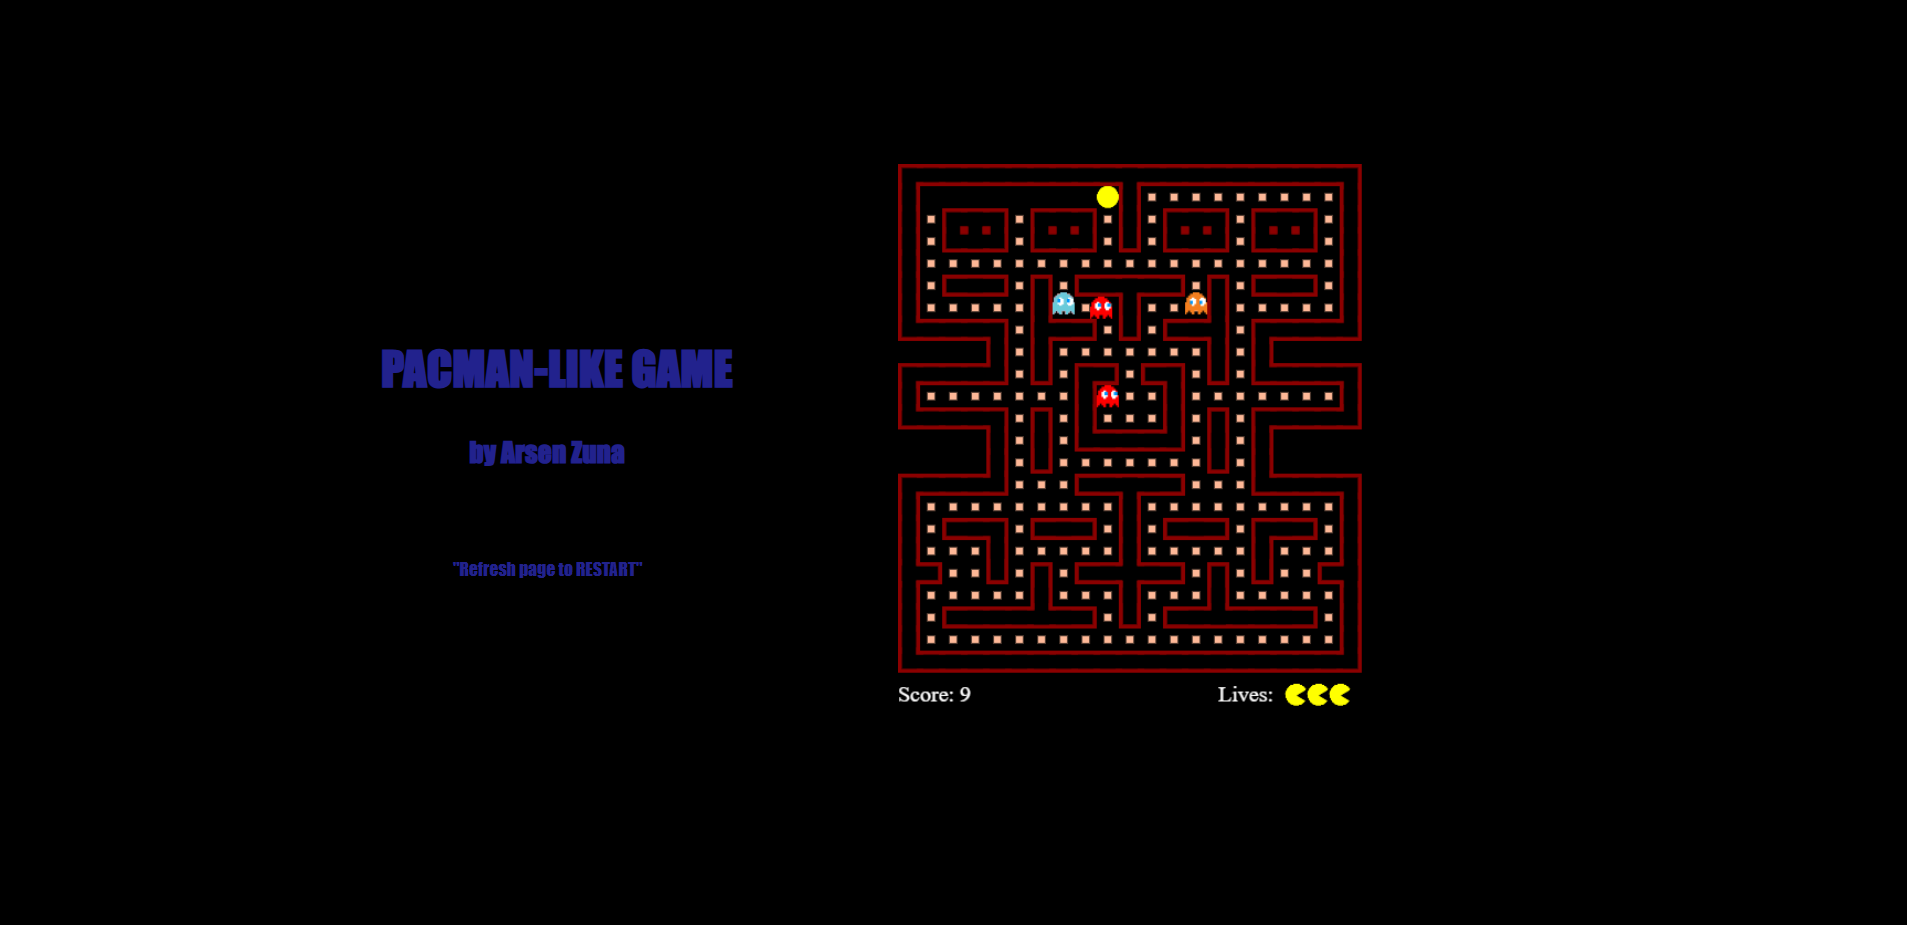 PACMAN-LIKE GAME
by Arsen Zuna
"Refresh page to RESTART"
Score: 9
Lives: